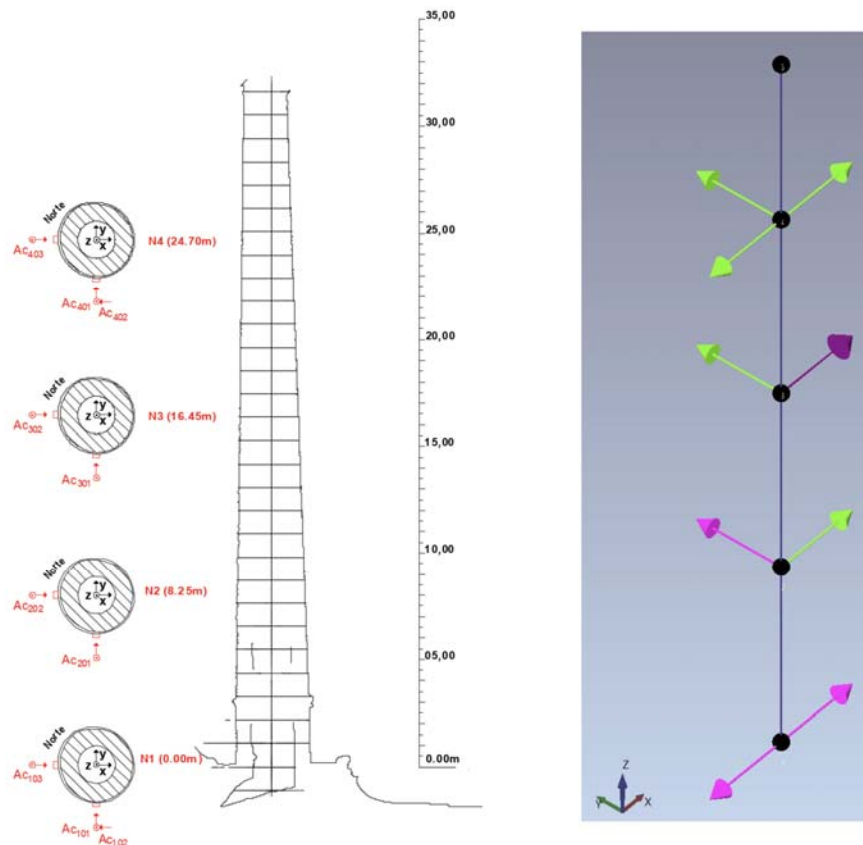 35,00
30,00
25,00
20,00
15,00
10,00
05,00
0.00m
Norte
y
z x
Ac403
Ac401
Ac402
N4 (24.70m)
Norte
y
z x
Ac302
Ac301
N3 (16.45m)
Norte
y
z x
Ac202
Ac201
N2 (8.25m)
Norte
y
z x
Ac103
Ac101
Ac102
N1 (0.00m)
Z
Y X